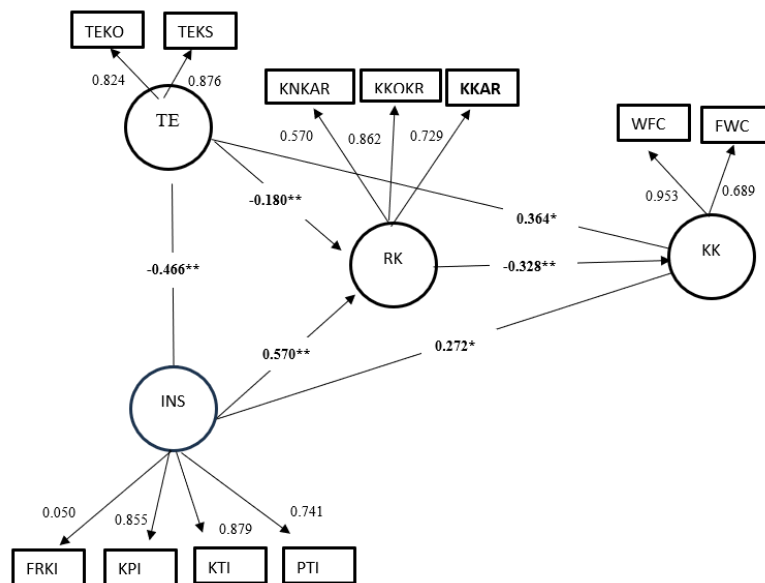 TEKO
TEKS
0.824
0.876
TE
KNKAR
KKOKR
KKAR
0.570
0.862
0.729
WFC
FWC
0.953
0.689
-0.180**
0.364*
-0.466**
RK
-0.328**
KK
0.570**
0.272*
INS
0.050
0.855
0.879
0.741
FRKI
KPI
KTI
PTI